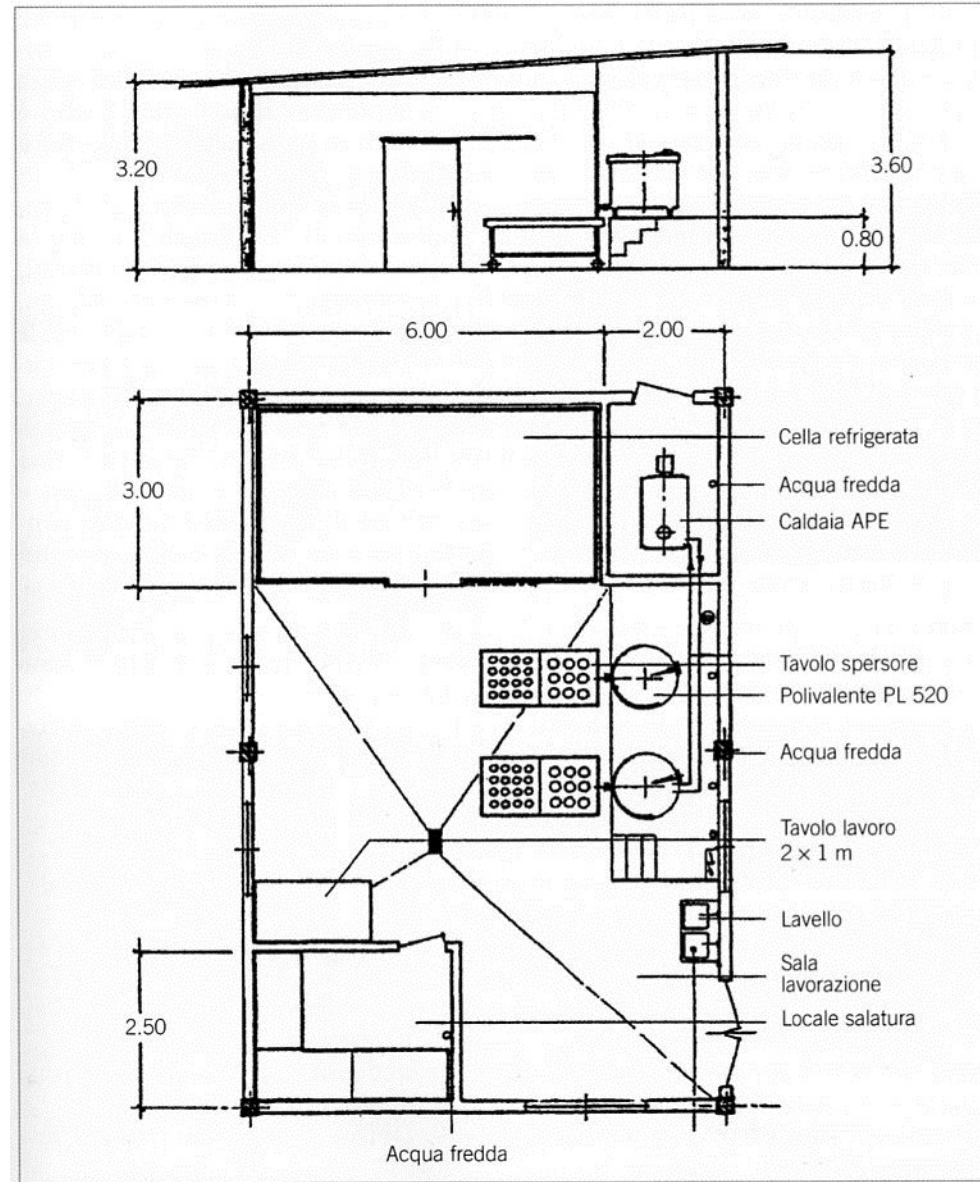 3.20
3.60
0.80
6.00
2.00
3.00
2.50
Cella refrigerata
Acqua fredda
Caldaia APE
Tavolo spersore
Polivalente PL 520
Acqua fredda
Tavolo lavoro
2 × 1 m
Lavello
Sala
lavorazione
Locale salatura
Acqua fredda